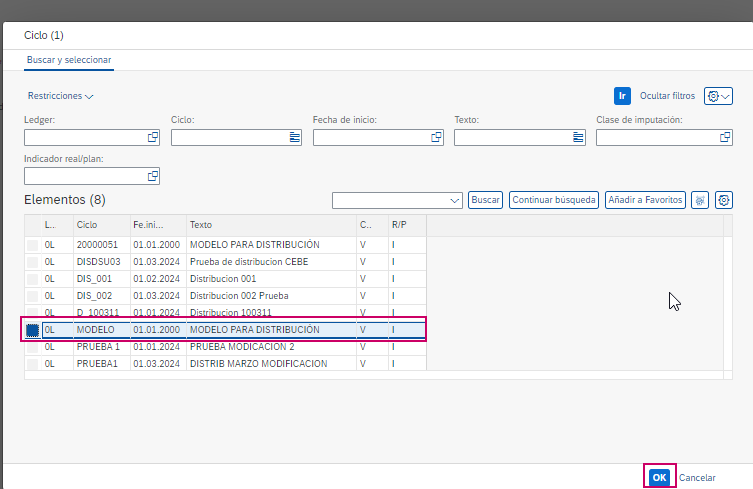 Ciclo (1)
Buscar y seleccionar
Restricciones
Ir Ocultar filtros
Ledger: Ciclo: Fecha de inicio: Texto: Clase de imputación:
Indicador real/plan:
Elementos (8) Buscar Continuar búsqueda Añadir a Favoritos
L.. Ciclo Fe.ini... Texto C.. R/P
0L 20000051 01.01.2000 MODELO PARA DISTRIBUCIÓN V I
0L DISDSU03 01.03.2024 Prueba de distribucion CEBE V I
0L DIS_001 01.02.2024 Distribucion 001 V I
0L DIS_002 01.03.2024 Distribucion 002 Prueba V I
0L D_100311 01.01.2024 Distribucion 100311 V I
0L MODELO 01.01.2000 MODELO PARA DISTRIBUCIÓN V I
0L PRUEBA 1 01.01.2024 PRUEBA MODICACION 2 V I
0L PRUEBA1 01.03.2024 DISTRIB MARZO MODIFICACION V I
OK Cancelar